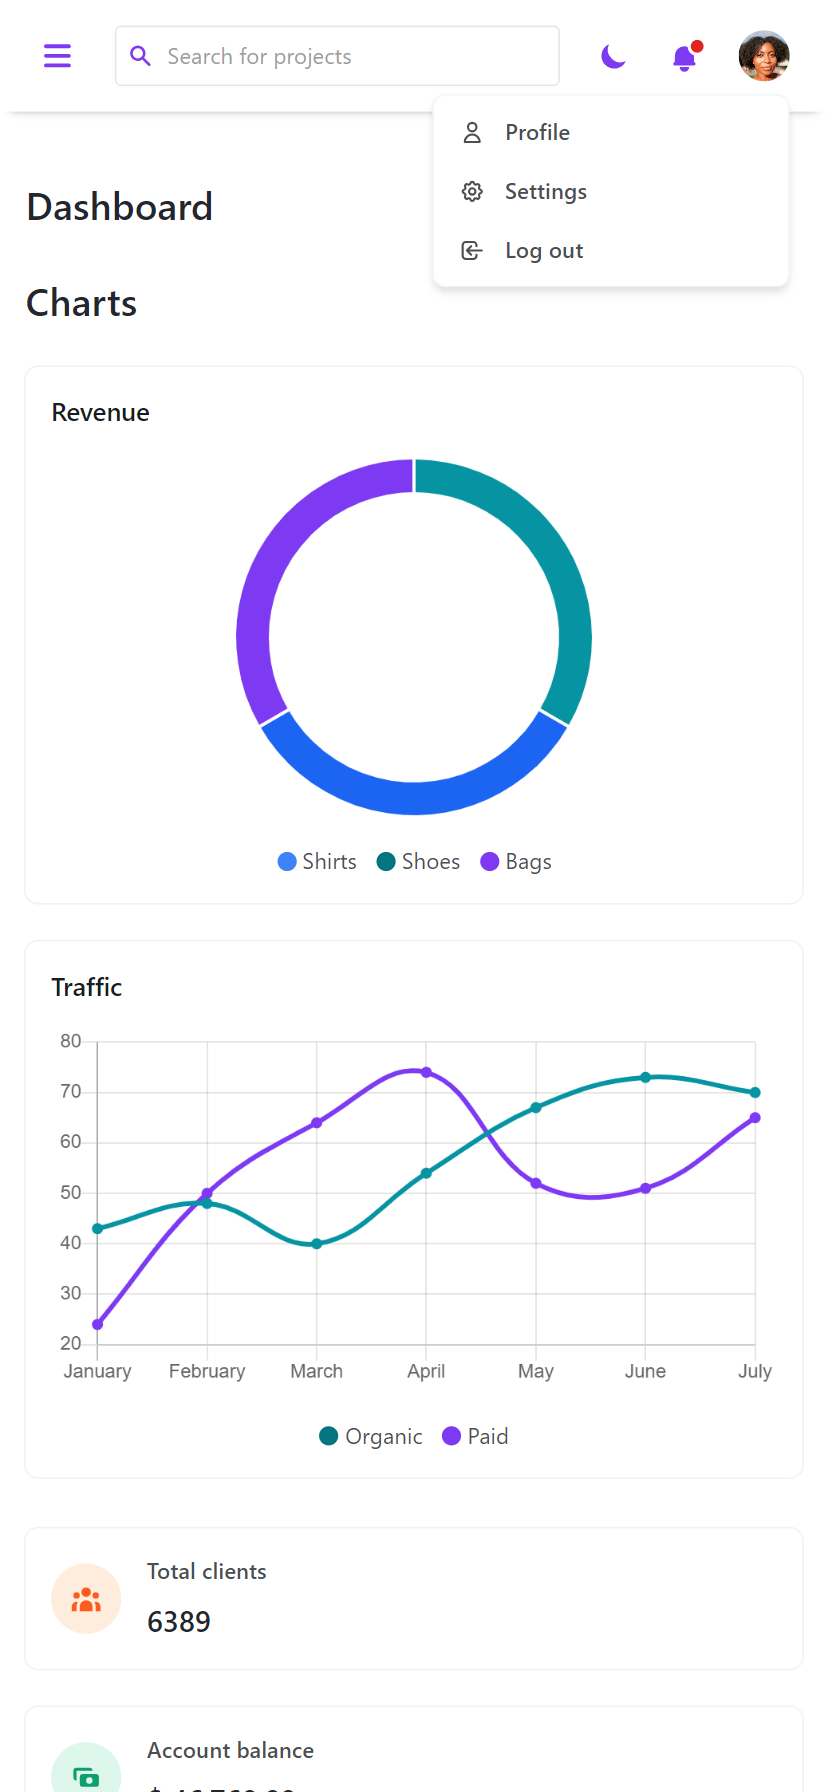 Search for projects
Profile
Settings
Log out
Dashboard
Charts
Revenue
Shirts Shoes Bags
Traffic
80
70
60
50
40
30
20
January February March April May June July
Organic Paid
Total clients
6389
Account balance